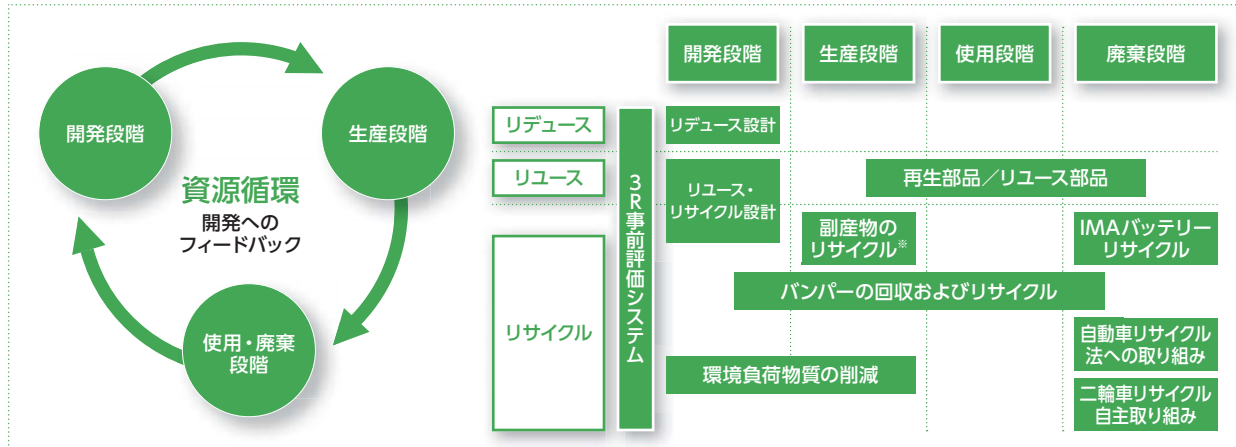 開発段階
生産段階
資源循環
開発への
フィードバック
使用・廃棄
段階
開発段階
生産段階
使用段階
廃棄段階
リデュース
リユース
リサイクル
3R事前評価システム
リデュース設計
リユース・
リサイクル設計
再生部品／リユース部品
副産物の
リサイクル※
IMAバッテリー
リサイクル
バンパーの回収およびリサイクル
環境負荷物質の削減
自動車リサイクル
法への取り組み
二輪車リサイクル
自主取り組み